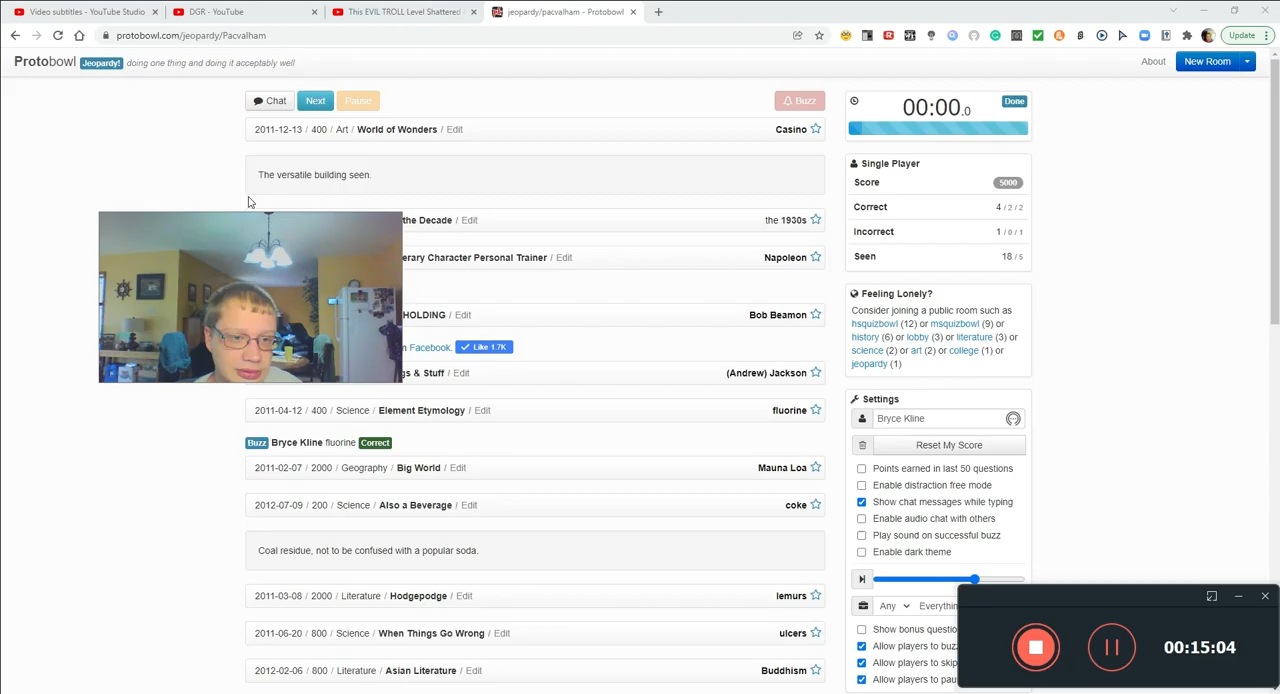 Video subtitles - YouTube Studio
DGR - YouTube
This EVIL TROLL Level Shattered
jeopardy/pacvalham - Protobowl
protobowl.com/jeopardy/Pacvalham
Update
Protobowl Jeopardy! doing one thing and doing it acceptably well
About
New Room
Chat
Next
Pause
Buzz
2011-12-13 / 400 / Art / World of Wonders / Edit
Casino
The versatile building seen.
the Decade / Edit
the 1930s
erary Character Personal Trainer / Edit
Napoleon
HOLDING / Edit
Bob Beamon
n Facebook.
Like 1.7K
gs & Stuff / Edit
(Andrew) Jackson
2011-04-12 / 400 / Science / Element Etymology / Edit
fluorine
Buzz Bryce Kline fluorine Correct
2011-02-07 / 2000 / Geography / Big World / Edit
Mauna Loa
2012-07-09 / 200 / Science / Also a Beverage / Edit
coke
Coal residue, not to be confused with a popular soda.
2011-03-08 / 2000 / Literature / Hodgepodge / Edit
lemurs
2011-06-20 / 800 / Science / When Things Go Wrong / Edit
ulcers
2012-02-06 / 800 / Literature / Asian Literature / Edit
Buddhism
00:00.0
Done
Single Player
Score 5000
Correct 4 / 2 / 2
Incorrect 1 / 0 / 1
Seen 18 / 5
Feeling Lonely?
Consider joining a public room such as
hsquizbowl (12) or msquizbowl (9) or
history (6) or lobby (3) or literature (3) or
science (2) or art (2) or college (1) or
jeopardy (1)
Settings
Bryce Kline
Reset My Score
Points earned in last 50 questions
Enable distraction free mode
Show chat messages while typing
Enable audio chat with others
Play sound on successful buzz
Enable dark theme
Any
Everythin
Show bonus questio
Allow players to buzz
Allow players to skip
Allow players to pau
00:15:04